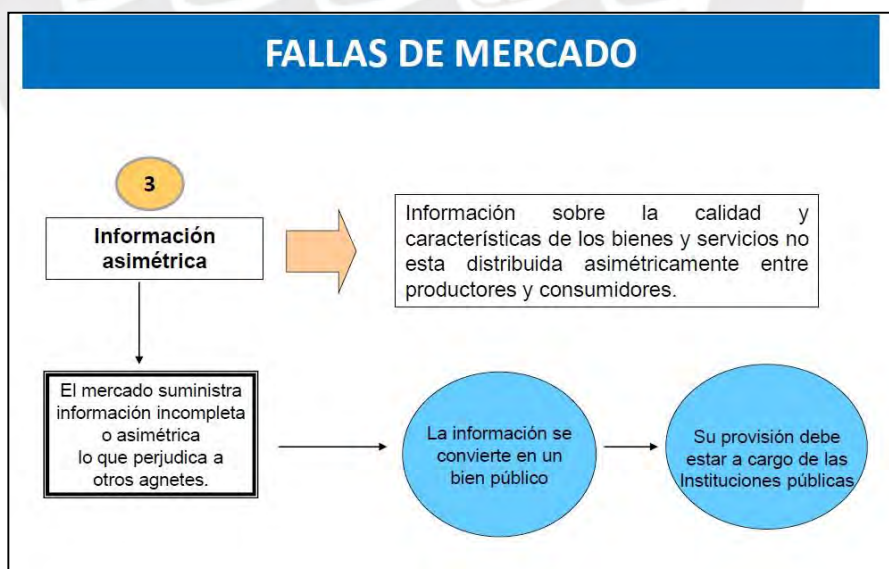 FALLAS DE MERCADO
3
Información
asimétrica
Información sobre la calidad y
características de los bienes y servicios no
esta distribuida asimétricamente entre
productores y consumidores.
El mercado suministra
información incompleta
o asimétrica
lo que perjudica a
otros agnetes.
La información se
convierte en un
bien público
Su provisión debe
estar a cargo de las
Instituciones públicas